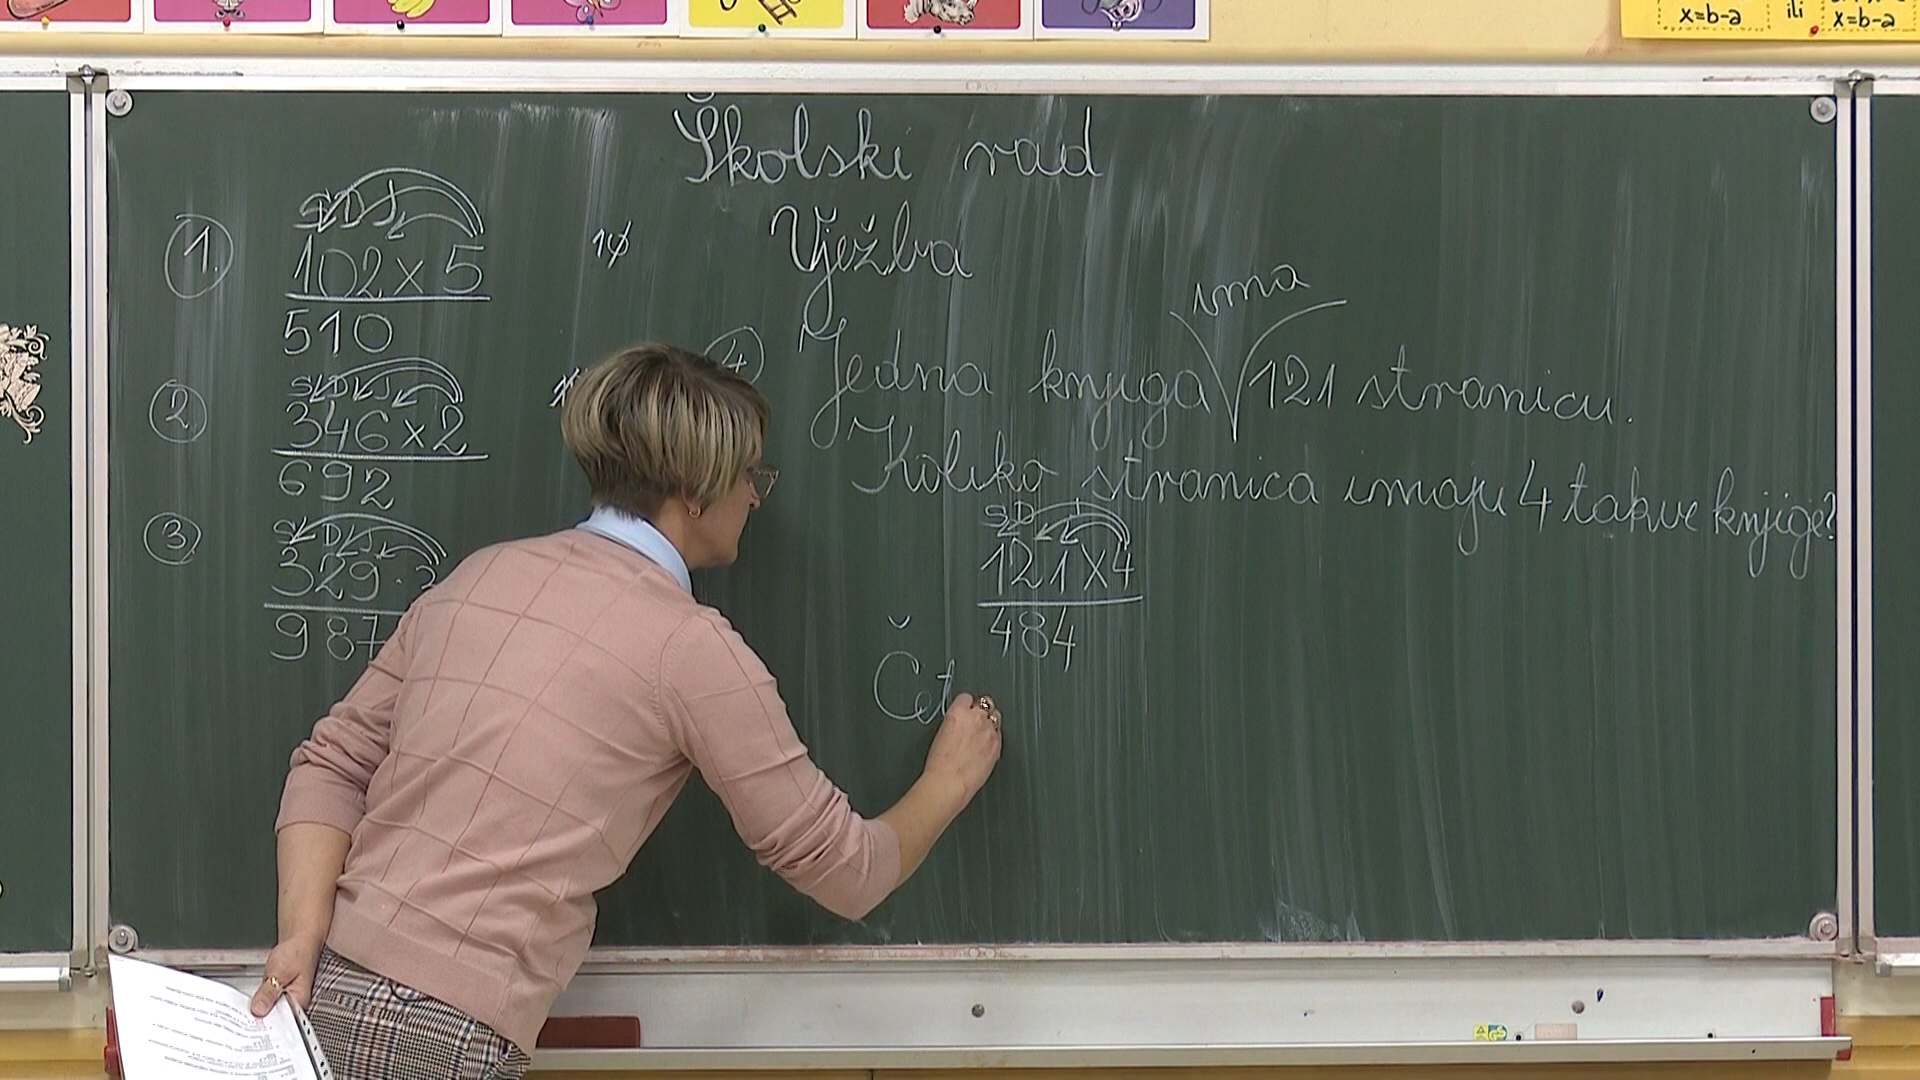 x=b-a ili x=b-a
Školski rad
Vježba
1.
S D J
102 x 5
510
10
2
S D J
346 x 2
692
3
S D J
329 ·
987
4
ima
Jedna knjiga 121 stranicu.
Koliko stranica imaju 4 takve knjige?
S D J
121 X 4
484
Čet